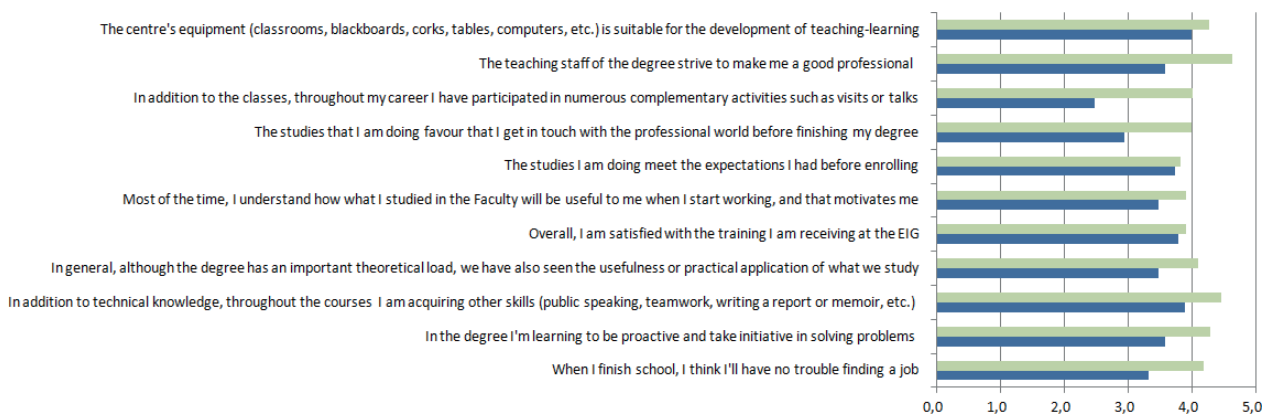 The centre's equipment (classrooms, blackboards, corks, tables, computers, etc.) is suitable for the development of teaching-learning
The teaching staff of the degree strive to make me a good professional
In addition to the classes, throughout my career I have participated in numerous complementary activities such as visits or talks
The studies that I am doing favour that I get in touch with the professional world before finishing my degree
The studies I am doing meet the expectations I had before enrolling
Most of the time, I understand how what I studied in the Faculty will be useful to me when I start working, and that motivates me
Overall, I am satisfied with the training I am receiving at the EIG
In general, although the degree has an important theoretical load, we have also seen the usefulness or practical application of what we study
In addition to technical knowledge, throughout the courses I am acquiring other skills (public speaking, teamwork, writing a report or memoir, etc.)
In the degree I'm learning to be proactive and take initiative in solving problems
When I finish school, I think I'll have no trouble finding a job
0,0 1,0 2,0 3,0 4,0 5,0